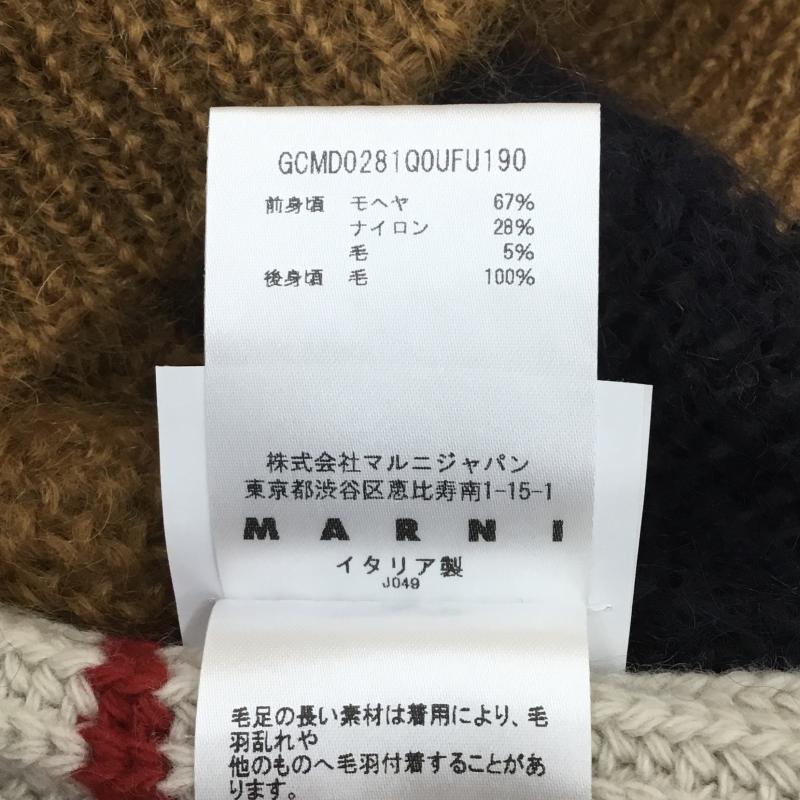 GCMD0281Q0UFU190
前身頃 モヘヤ 67%
ナイロン 28%
毛 5%
後身頃 毛 100%
株式会社マルニジャパン
東京都渋谷区恵比寿南1-15-1
MARNI
イタリア製
J049
毛足の長い素材は着用により、毛
羽乱れや
他のものへ毛羽付着することがあ
ります。